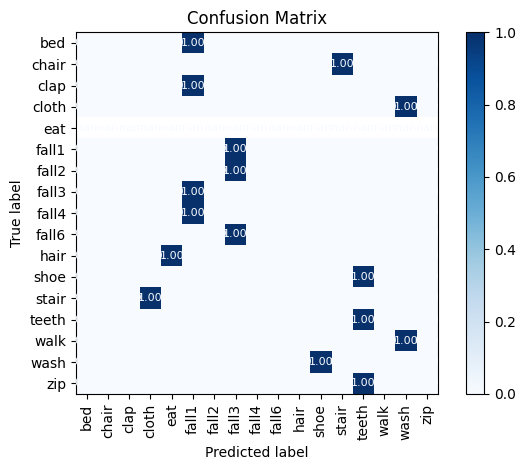 Confusion Matrix
True label
bed 1.00
chair 1.00
clap 1.00
cloth 1.00
eat
fall1 1.00
fall2 1.00
fall3 1.00
fall4 1.00
fall6 1.00
hair 1.00
shoe 1.00
stair 1.00
teeth 1.00
walk 1.00
wash 1.00
zip 1.00
bed chair clap cloth eat fall1 fall2 fall3 fall4 fall6 hair shoe stair teeth walk wash zip
Predicted label
1.0
0.8
0.6
0.4
0.2
0.0